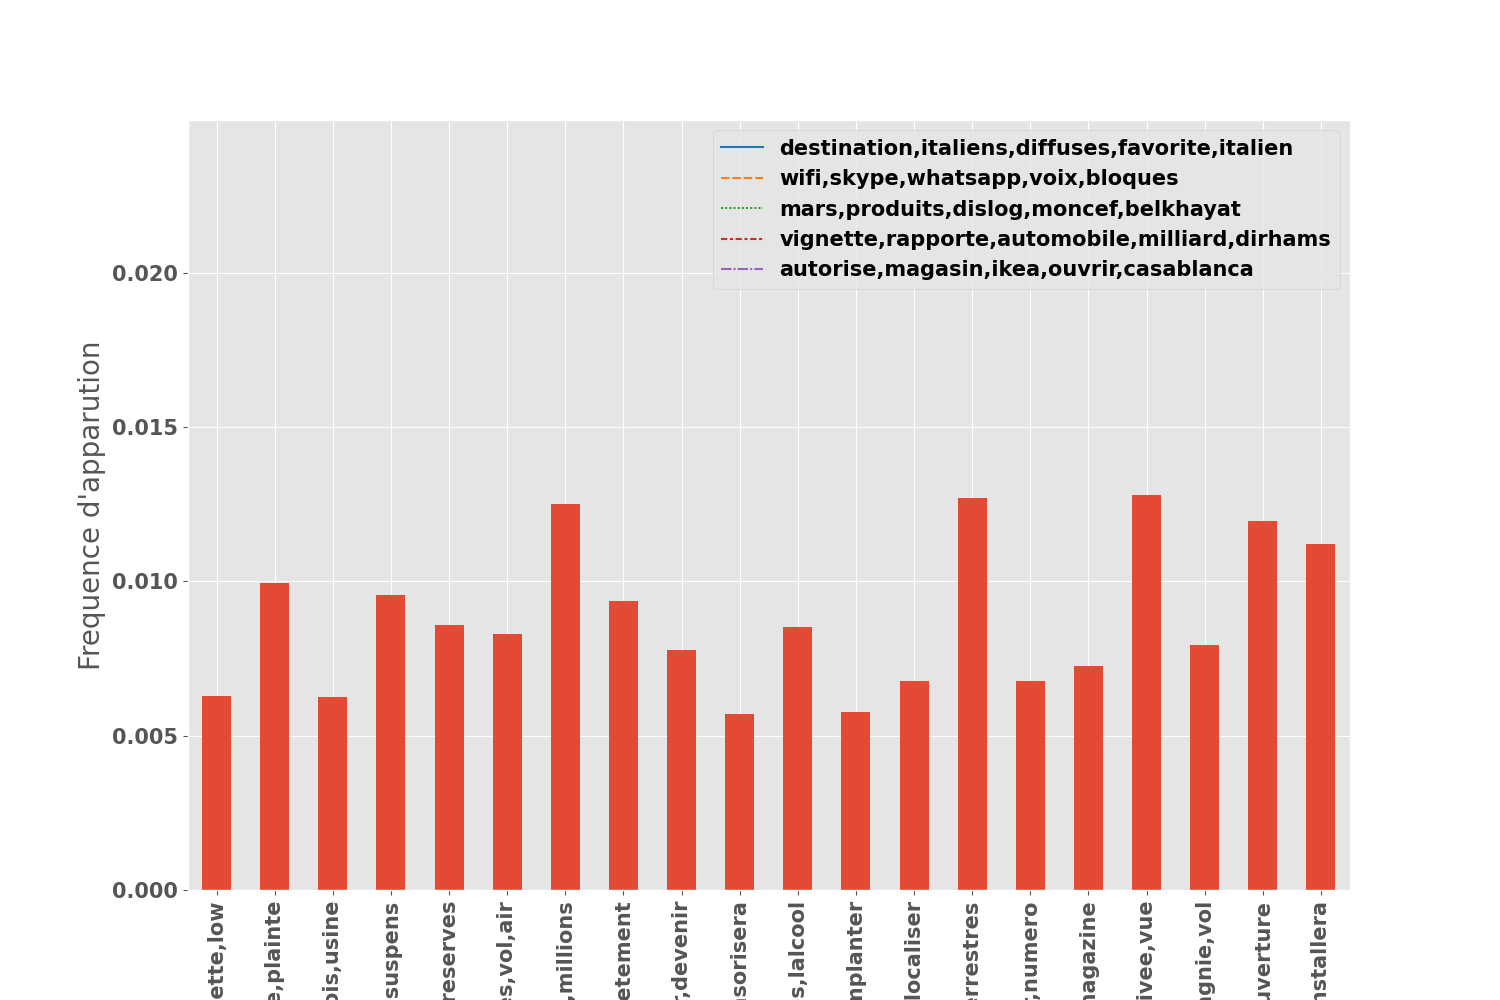 destination,italiens,diffuses,favorite,italien
wifi,skype,whatsapp,voix,bloques
mars,produits,dislog,moncef,belkhayat
vignette,rapporte,automobile,milliard,dirhams
autorise,magasin,ikea,ouvrir,casablanca
0.020
0.015
0.010
0.005
0.000
Frequence d'apparution
ette,low
e,plainte
ois,usine
suspens
reserves
es,vol,air
,millions
etement
r,devenir
sorisera
s,lalcool
mplanter
localiser
errestres
r,numero
nagazine
ivee,vue
gnie,vol
uverture
nstallera